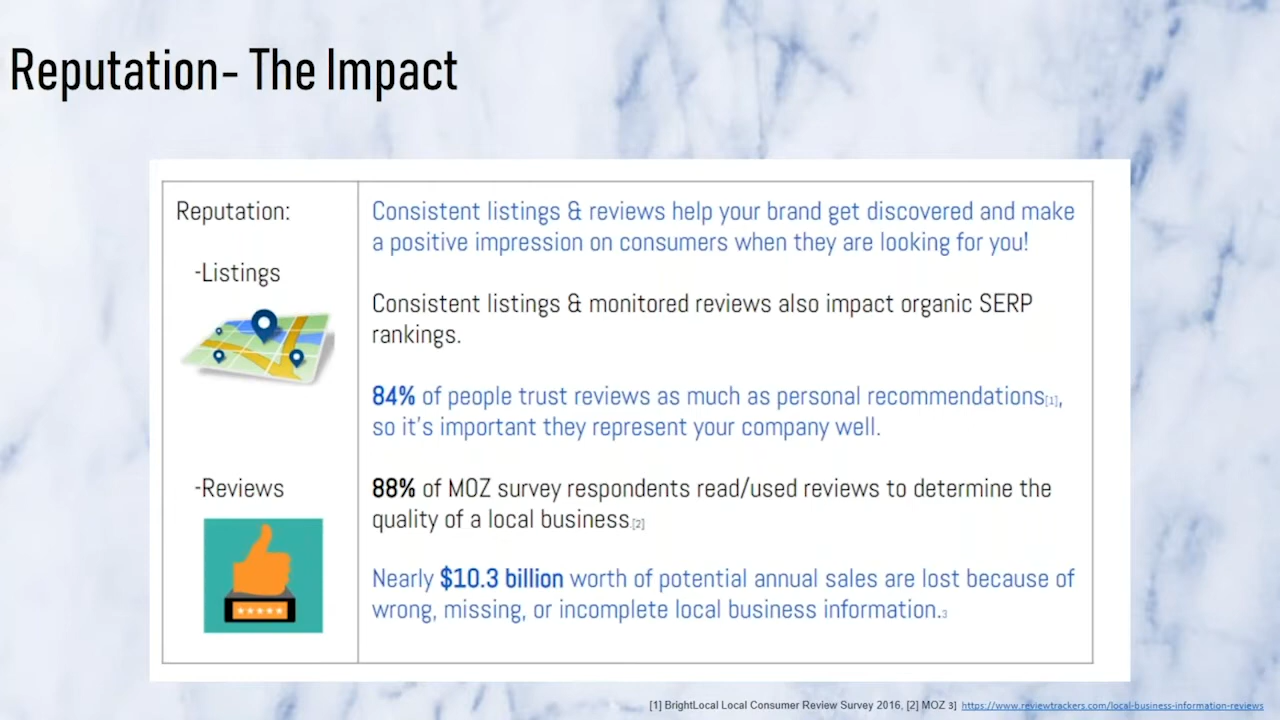 Reputation- The Impact
Reputation:
-Listings
-Reviews
Consistent listings & reviews help your brand get discovered and make
a positive impression on consumers when they are looking for you!
Consistent listings & monitored reviews also impact organic SERP
rankings.
84% of people trust reviews as much as personal recommendations[1],
so it's important they represent your company well.
88% of MOZ survey respondents read/used reviews to determine the
quality of a local business.[2]
Nearly $10.3 billion worth of potential annual sales are lost because of
wrong, missing, or incomplete local business information.3
[1] BrightLocal Local Consumer Review Survey 2016, [2] MOZ 3] https://www.reviewtrackers.com/local-business-information-reviews